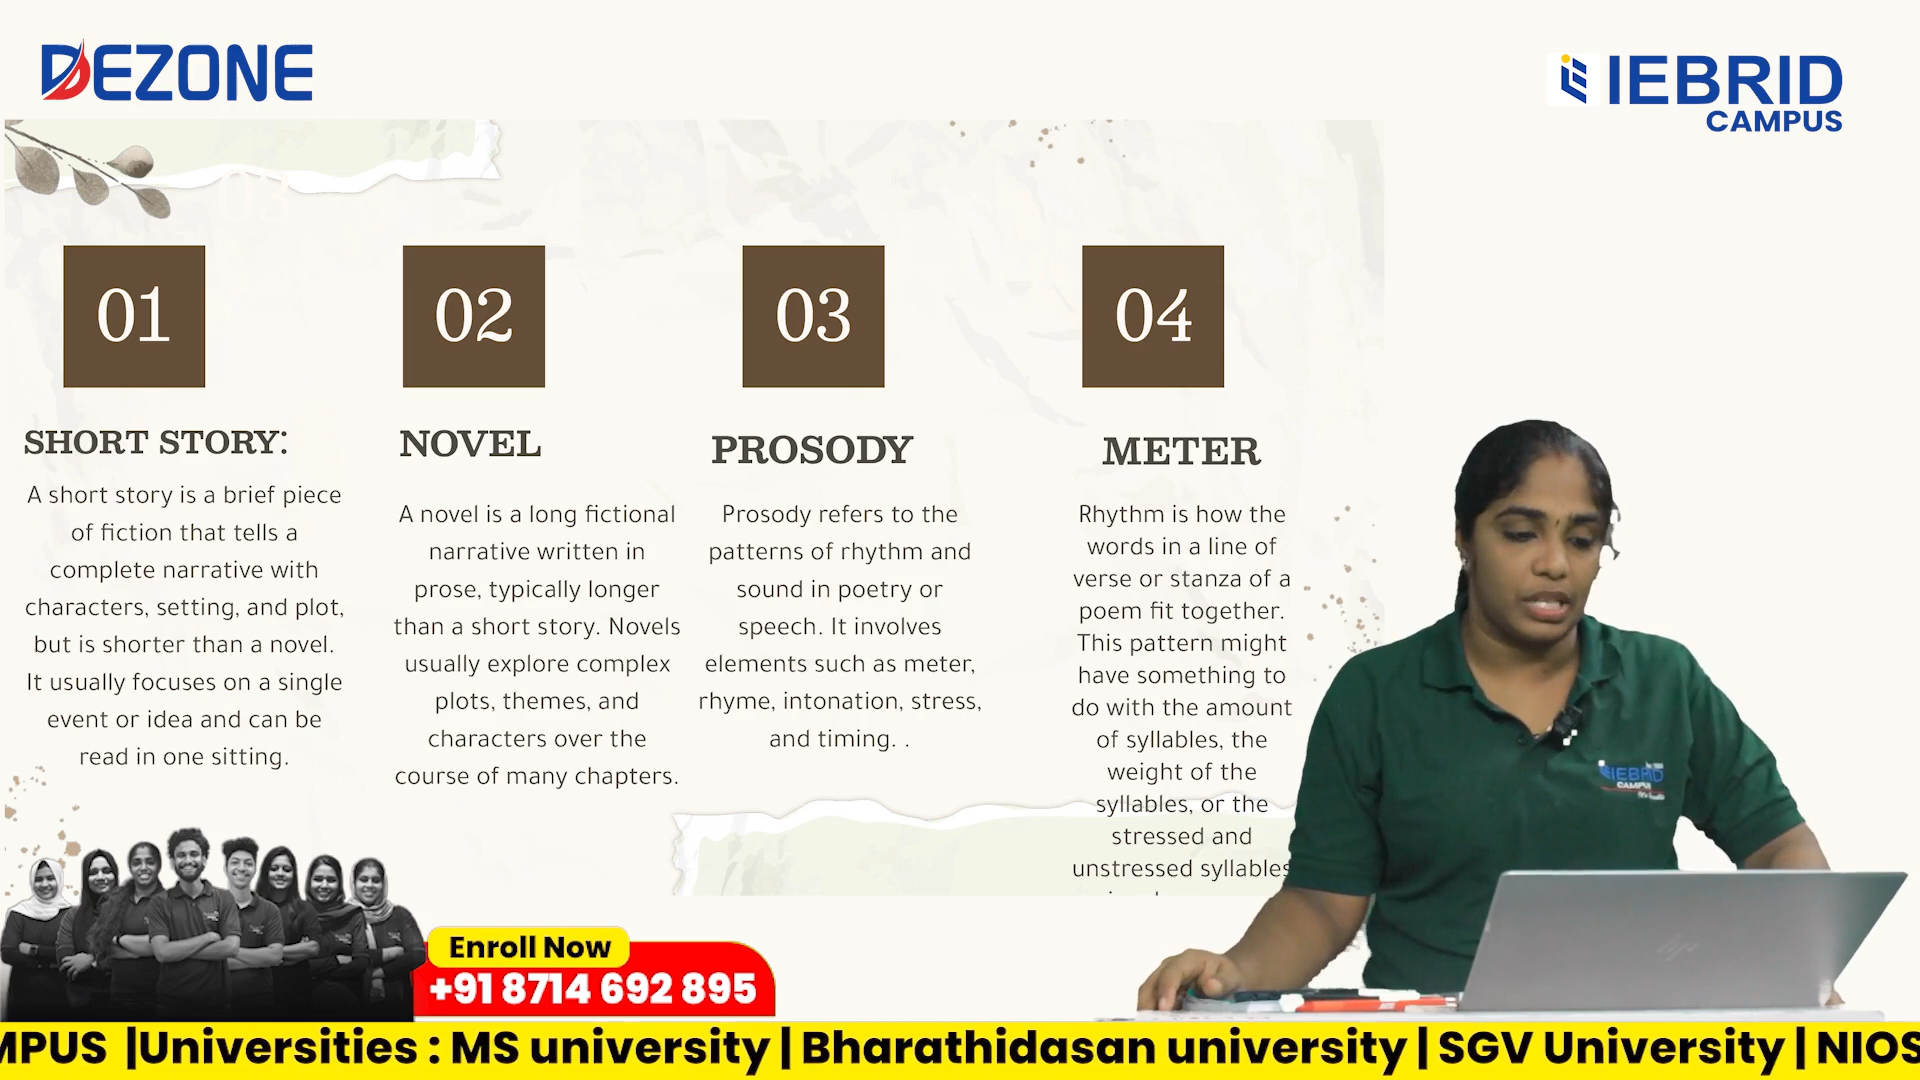 DEZONE
IEBRID
CAMPUS
01
SHORT STORY:
A short story is a brief piece
of fiction that tells a
complete narrative with
characters, setting, and plot,
but is shorter than a novel.
It usually focuses on a single
event or idea and can be
read in one sitting.
02
NOVEL
A novel is a long fictional
narrative written in
prose, typically longer
than a short story. Novels
usually explore complex
plots, themes, and
characters over the
course of many chapters.
03
PROSODY
Prosody refers to the
patterns of rhythm and
sound in poetry or
speech. It involves
elements such as meter,
rhyme, intonation, stress,
and timing. .
04
METER
Rhythm is how the
words in a line of
verse or stanza of a
poem fit together.
This pattern might
have something to
do with the amount
of syllables, the
weight of the
syllables, or the
stressed and
unstressed syllables
IEBRID
CAMPUS
Enroll Now
+91 8714 692 895
MPUS |Universities : MS university | Bharathidasan university | SGV University | NIOS